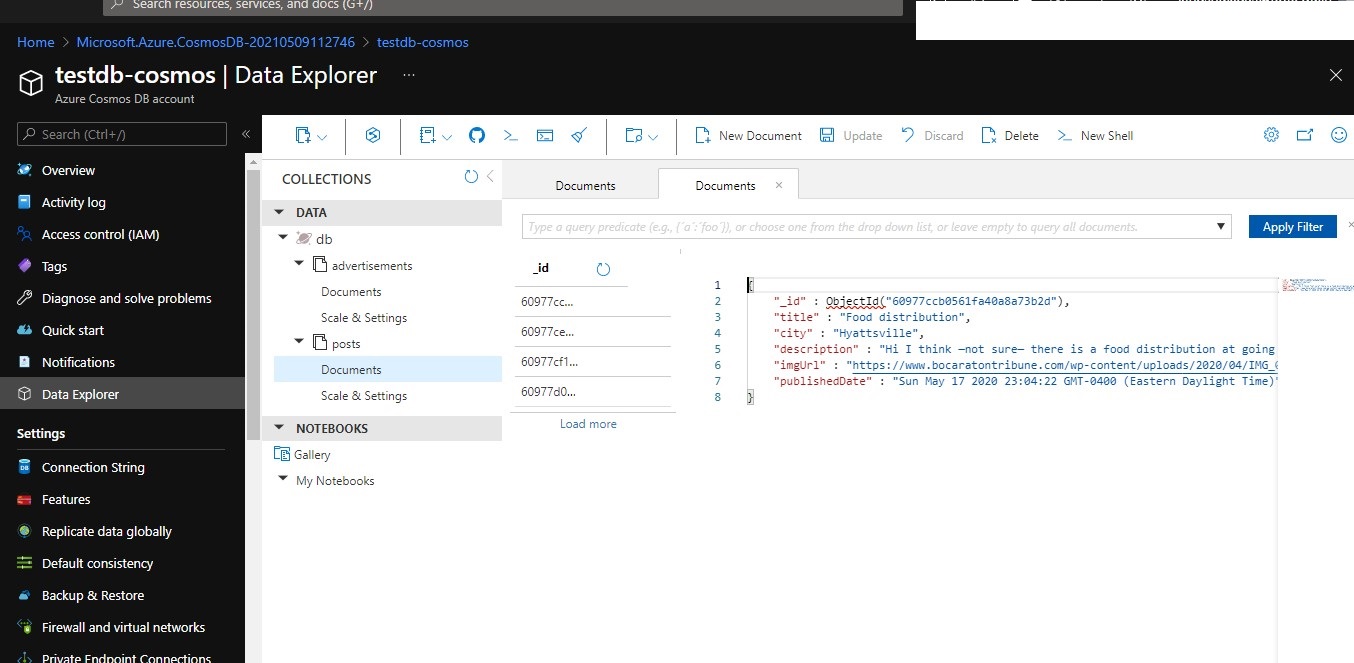 Search resources, services, and docs (G+/)
Home > Microsoft.Azure.CosmosDB-20210509112746 > testdb-cosmos
testdb-cosmos | Data Explorer ...
Azure Cosmos DB account
Search (Ctrl+/)
Overview
Activity log
Access control (IAM)
Tags
Diagnose and solve problems
Quick start
Notifications
Data Explorer
Settings
Connection String
Features
Replicate data globally
Default consistency
Backup & Restore
Firewall and virtual networks
Private Endpoint Connections
New Document
Update
Discard
Delete
New Shell
COLLECTIONS
DATA
db
advertisements
Documents
Scale & Settings
posts
Documents
Scale & Settings
NOTEBOOKS
Gallery
My Notebooks
Documents
Documents
Type a query predicate (e.g., {´a´:´foo´}), or choose one from the drop down list, or leave empty to query all documents.
Apply Filter
_id
60977cc...
60977ce...
60977cf1...
60977d0...
Load more
1 {
2 "_id" : ObjectId("60977ccb0561fa40a8a73b2d"),
3 "title" : "Food distribution",
4 "city" : "Hyattsville",
5 "description" : "Hi I think —not sure— there is a food distribution at going
6 "imgUrl" : "https://www.bocaratontribune.com/wp-content/uploads/2020/04/IMG_
7 "publishedDate" : "Sun May 17 2020 23:04:22 GMT-0400 (Eastern Daylight Time)"
8 }